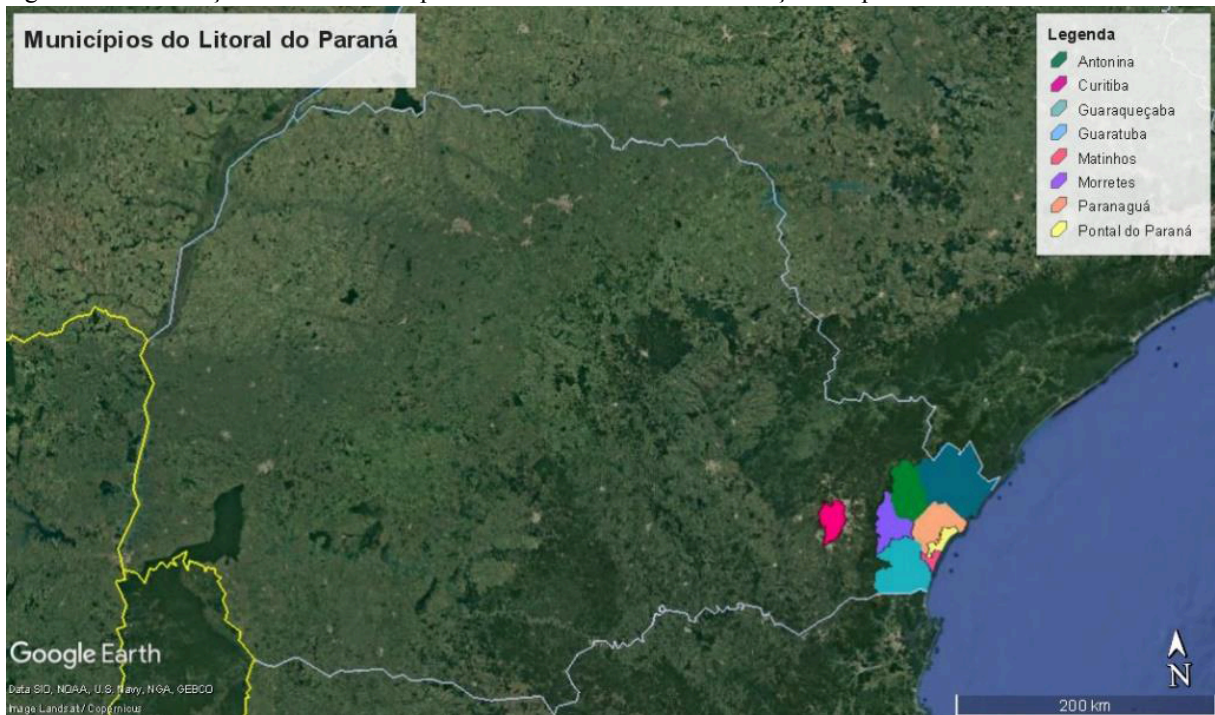 Municípios do Litoral do Paraná
Legenda
Antonina
Curitiba
Guaraqueçaba
Guaratuba
Matinhos
Morretes
Paranaguá
Pontal do Paraná
Google Earth
Data SIO, NOAA, U.S. Navy, NGA, GEBCO
Image Landsat / Copernicus
N
200 km